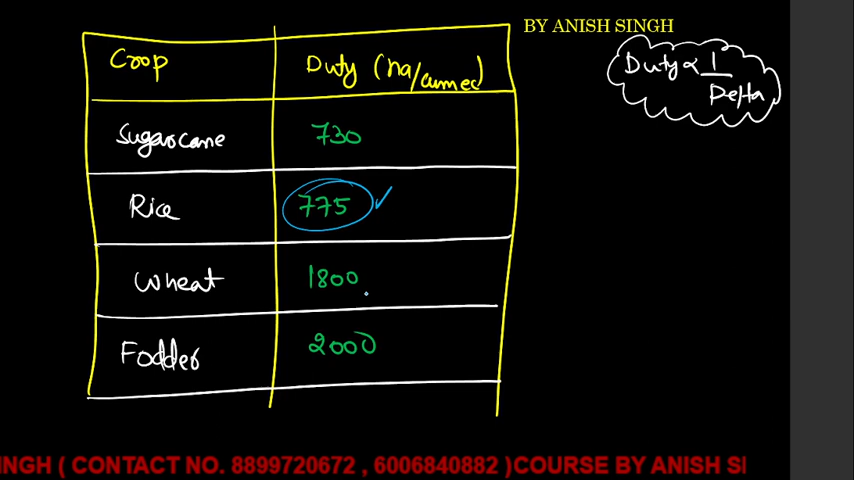 BY ANISH SINGH
Crop Duty (ha/cumec)
Duty ∝ 1/Delta
Sugarcane 730
Rice 775 ✓
Wheat 1800
Fodder 2000
INGH ( CONTACT NO. 8899720672 , 6006840882 )COURSE BY ANISH SI